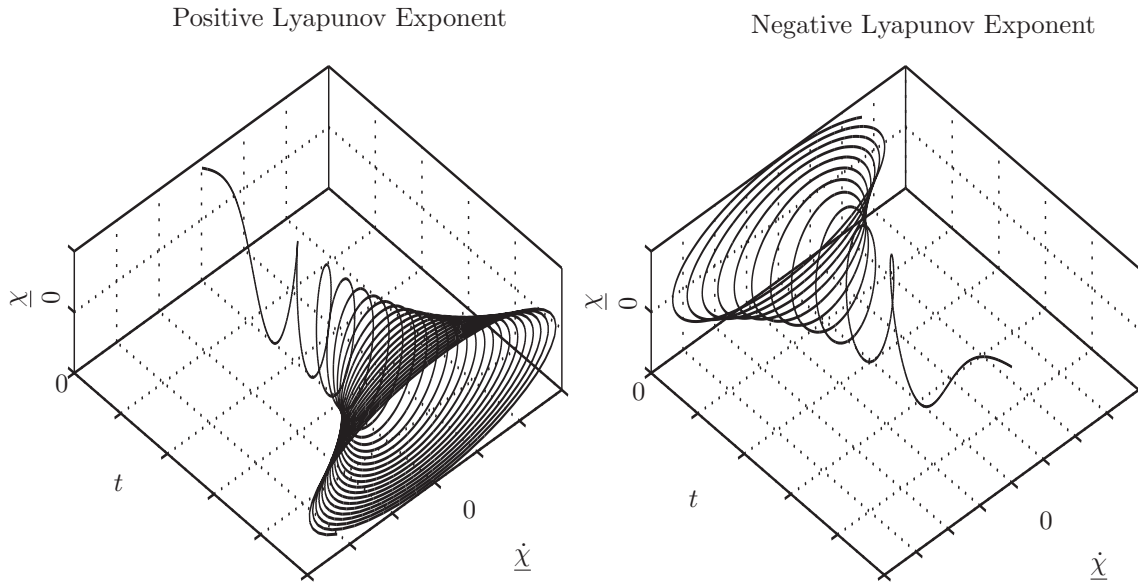 Positive Lyapunov Exponent
χ
0
0
t
0
χ̇
Negative Lyapunov Exponent
χ
0
0
t
0
χ̇